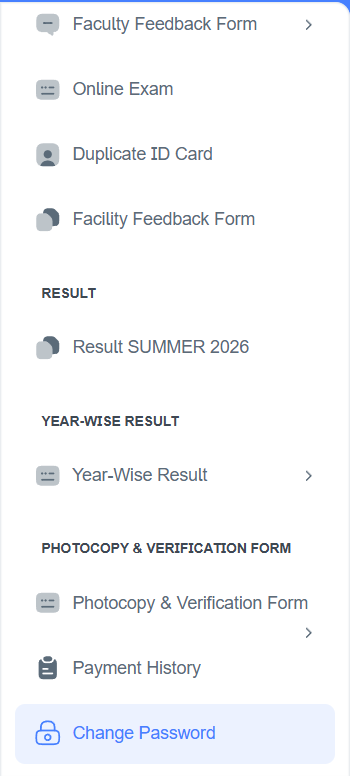 Faculty Feedback Form
Online Exam
Duplicate ID Card
Facility Feedback Form
RESULT
Result SUMMER 2026
YEAR-WISE RESULT
Year-Wise Result
PHOTOCOPY & VERIFICATION FORM
Photocopy & Verification Form
Payment History
Change Password